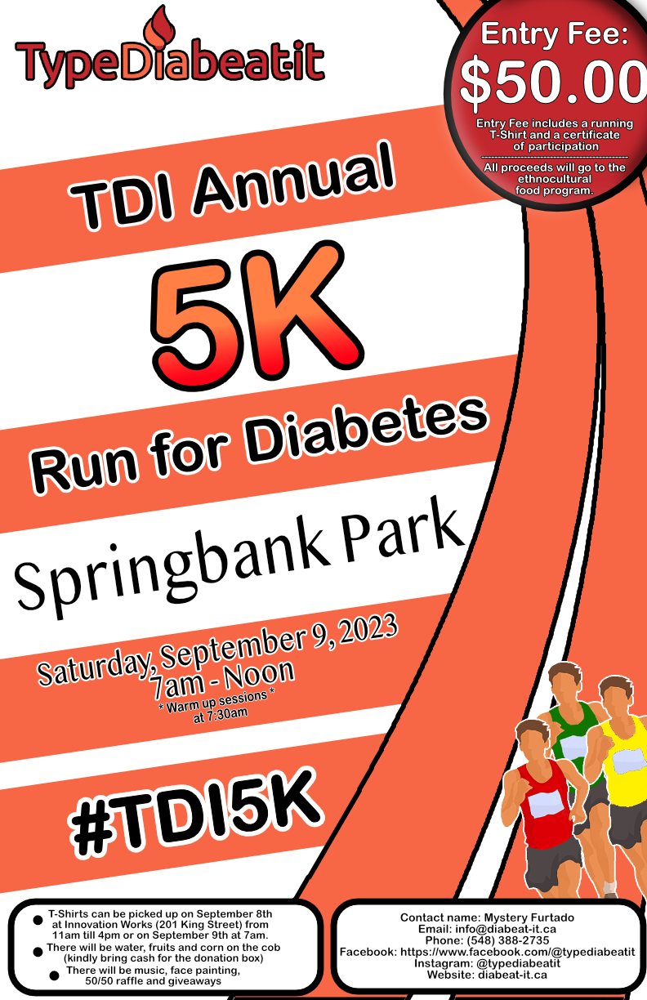 TypeDiabeat-it
Entry Fee:
$50.00
Entry Fee includes a running
T-Shirt and a certificate
of participation
All proceeds will go to the
ethnocultural
food program.
TDI Annual
5K
Run for Diabetes
Springbank Park
Saturday, September 9, 2023
7am - Noon
* Warm up sessions *
at 7:30am
#TDI5K
● T-Shirts can be picked up on September 8th
at Innovation Works (201 King Street) from
11am till 4pm or on September 9th at 7am.
● There will be water, fruits and corn on the cob
(kindly bring cash for the donation box)
● There will be music, face painting,
50/50 raffle and giveaways
Contact name: Mystery Furtado
Email: info@diabeat-it.ca
Phone: (548) 388-2735
Facebook: https://www.facebook.com/@typediabeatit
Instagram: @typediabeatit
Website: diabeat-it.ca